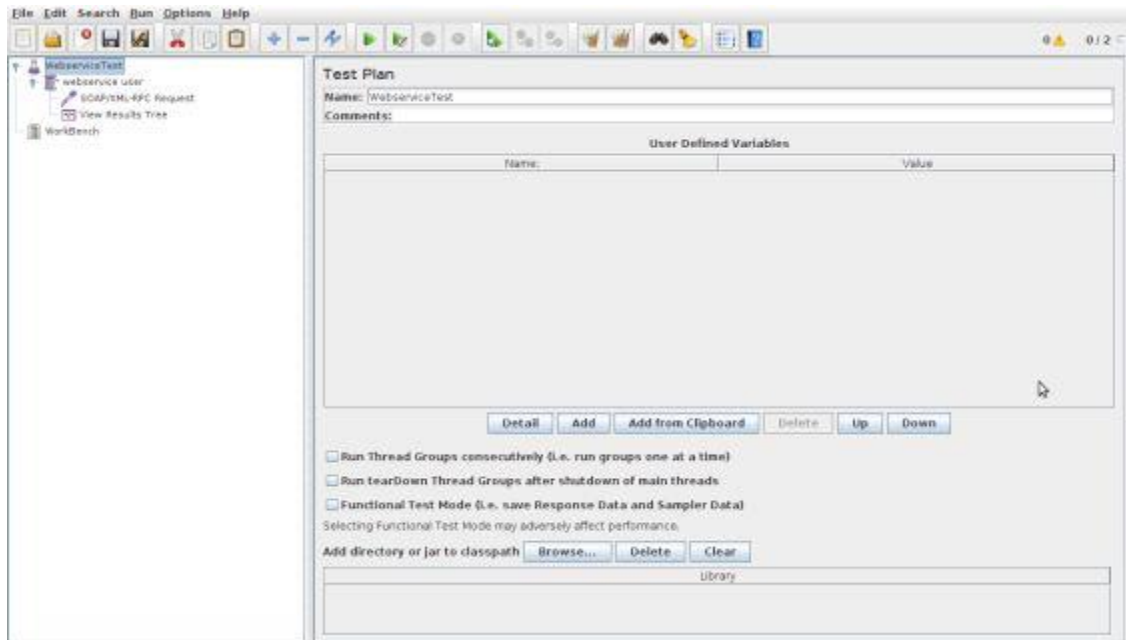 File Edit Search Run Options Help
0 0 / 2
WebserviceTest
webservice user
SOAP/XML-RPC Request
View Results Tree
WorkBench
Test Plan
Name: WebserviceTest
Comments:
User Defined Variables
Name: Value
Detail Add Add from Clipboard Delete Up Down
Run Thread Groups consecutively (i.e. run groups one at a time)
Run tearDown Thread Groups after shutdown of main threads
Functional Test Mode (i.e. save Response Data and Sampler Data)
Selecting Functional Test Mode may adversely affect performance.
Add directory or jar to classpath Browse... Delete Clear
Library